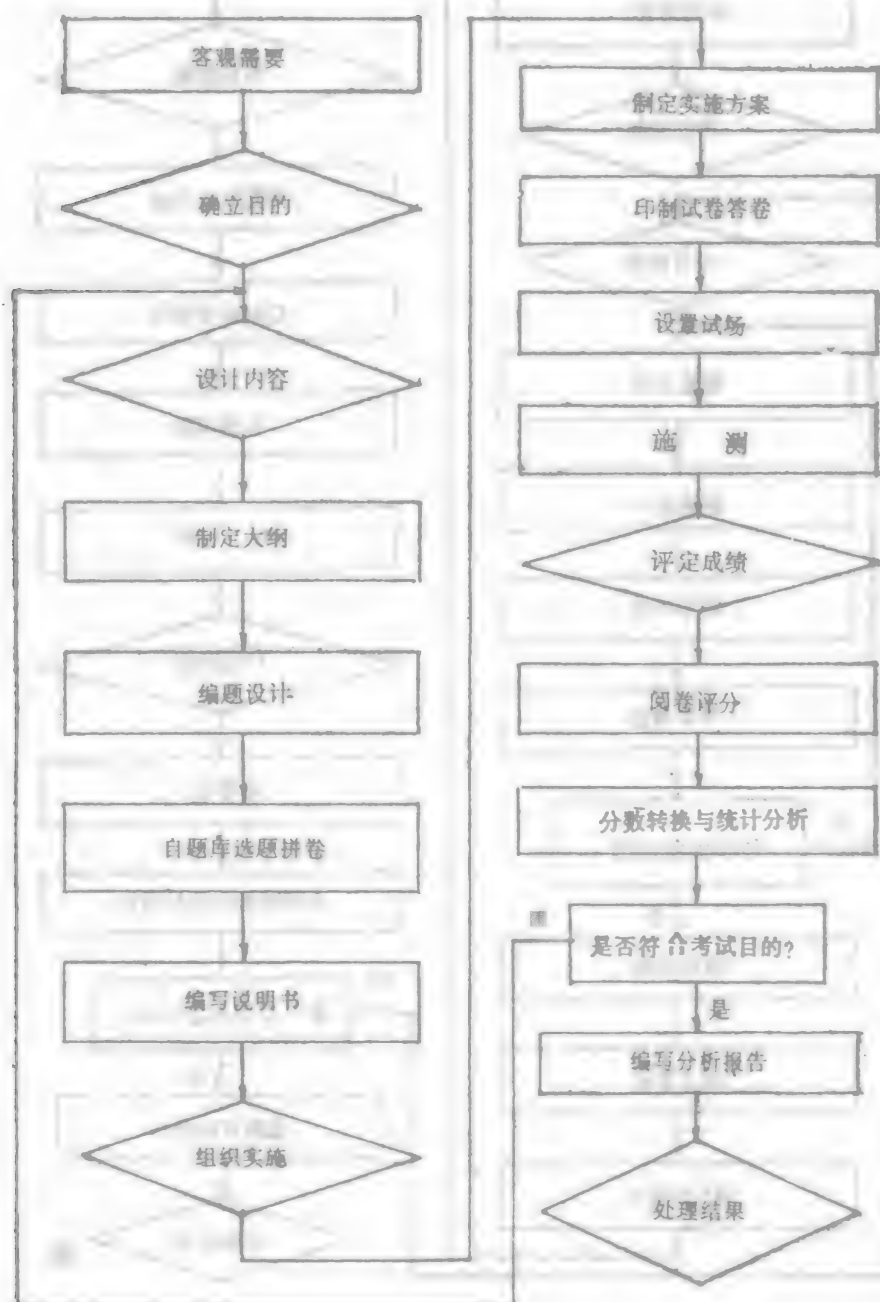 客观需要
确立目的
设计内容
制定大纲
编题设计
自题库选题拼卷
编写说明书
组织实施
制定实施方案
印制试卷答卷
设置试场
施 测
评定成绩
阅卷评分
分数转换与统计分析
是否符合考试目的?
是
编写分析报告
处理结果